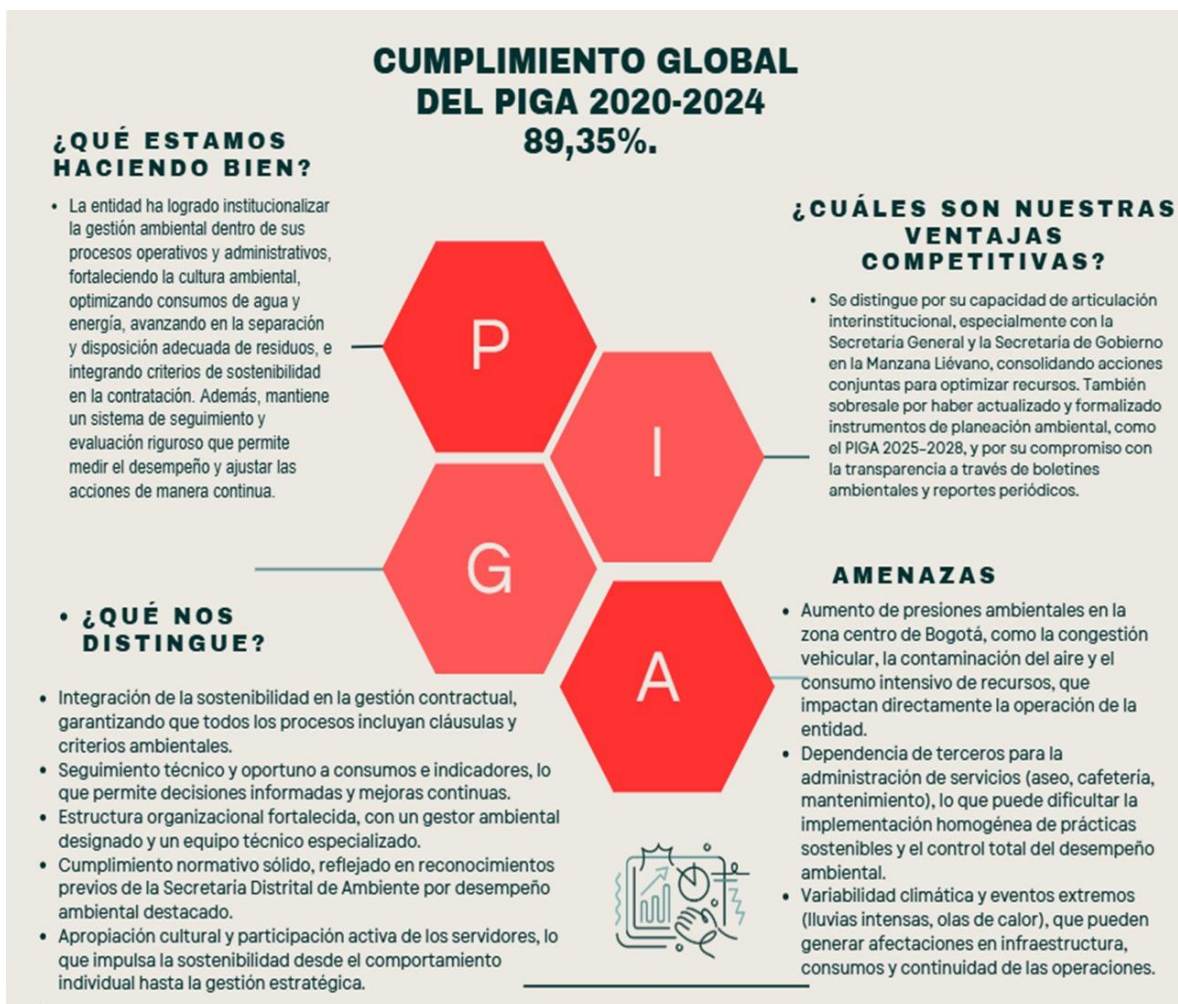 CUMPLIMIENTO GLOBAL
DEL PIGA 2020-2024
89,35%.
¿QUÉ ESTAMOS
HACIENDO BIEN?
• La entidad ha logrado institucionalizar
la gestión ambiental dentro de sus
procesos operativos y administrativos,
fortaleciendo la cultura ambiental,
optimizando consumos de agua y
energía, avanzando en la separación
y disposición adecuada de residuos, e
integrando criterios de sostenibilidad
en la contratación. Además, mantiene
un sistema de seguimiento y
evaluación riguroso que permite
medir el desempeño y ajustar las
acciones de manera continua.
¿CUÁLES SON NUESTRAS
VENTAJAS
COMPETITIVAS?
• Se distingue por su capacidad de articulación
interinstitucional, especialmente con la
Secretaría General y la Secretaría de Gobierno
en la Manzana Liévano, consolidando acciones
conjuntas para optimizar recursos. También
sobresale por haber actualizado y formalizado
instrumentos de planeación ambiental, como
el PIGA 2025–2028, y por su compromiso con
la transparencia a través de boletines
ambientales y reportes periódicos.
P
I
G
A
• ¿QUÉ NOS
DISTINGUE?
• Integración de la sostenibilidad en la gestión contractual,
garantizando que todos los procesos incluyan cláusulas y
criterios ambientales.
• Seguimiento técnico y oportuno a consumos e indicadores, lo
que permite decisiones informadas y mejoras continuas.
• Estructura organizacional fortalecida, con un gestor ambiental
designado y un equipo técnico especializado.
• Cumplimiento normativo sólido, reflejado en reconocimientos
previos de la Secretaría Distrital de Ambiente por desempeño
ambiental destacado.
• Apropiación cultural y participación activa de los servidores, lo
que impulsa la sostenibilidad desde el comportamiento
individual hasta la gestión estratégica.
AMENAZAS
• Aumento de presiones ambientales en la
zona centro de Bogotá, como la congestión
vehicular, la contaminación del aire y el
consumo intensivo de recursos, que
impactan directamente la operación de la
entidad.
• Dependencia de terceros para la
administración de servicios (aseo, cafetería,
mantenimiento), lo que puede dificultar la
implementación homogénea de prácticas
sostenibles y el control total del desempeño
ambiental.
• Variabilidad climática y eventos extremos
(lluvias intensas, olas de calor), que pueden
generar afectaciones en infraestructura,
consumos y continuidad de las operaciones.